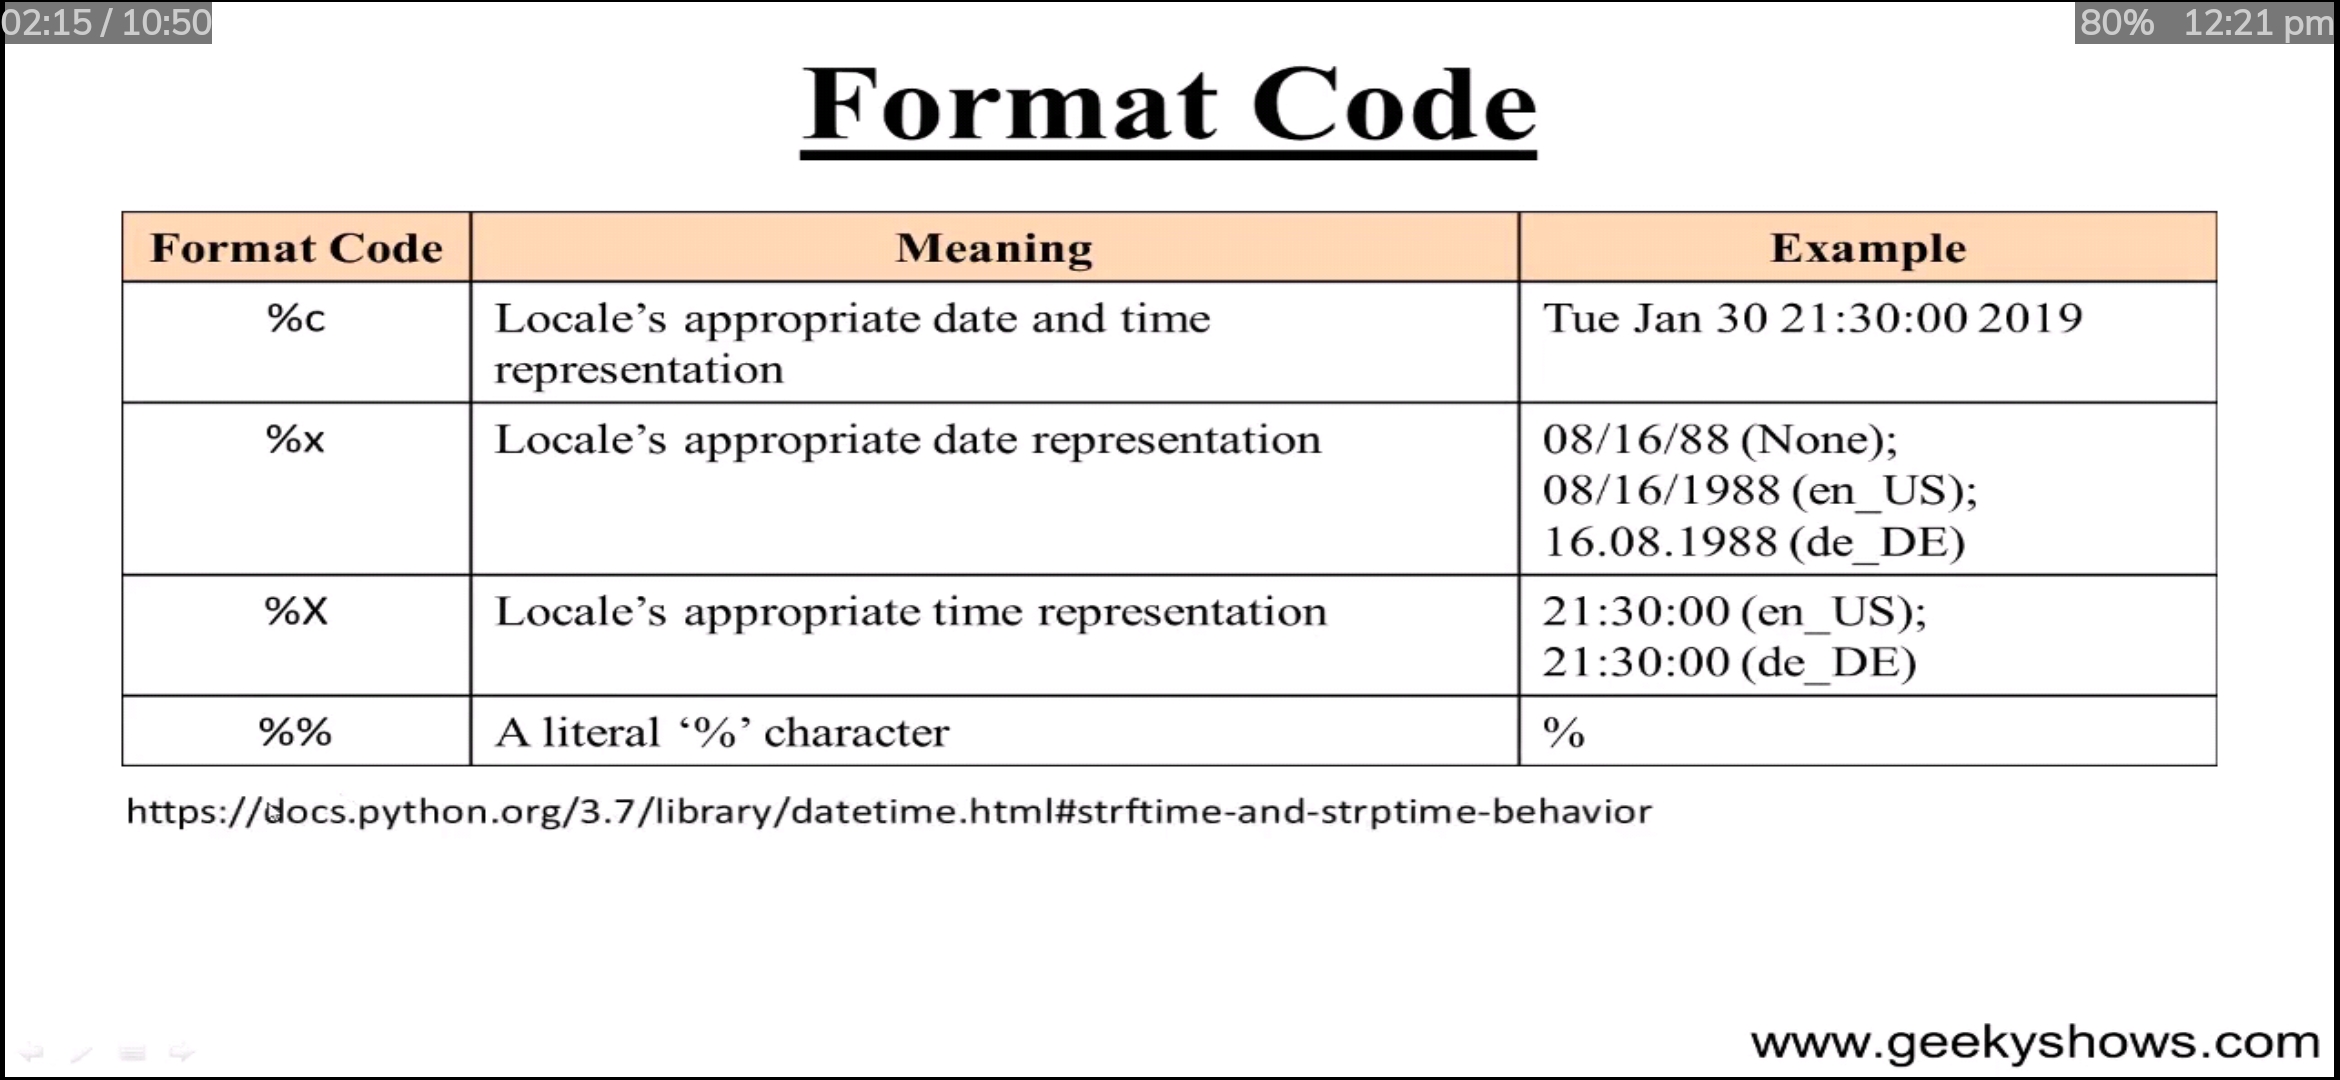 02:15 / 10:50
80% 12:21 pm
Format Code
Format Code Meaning Example
%c Locale’s appropriate date and time representation Tue Jan 30 21:30:00 2019
%x Locale’s appropriate date representation 08/16/88 (None);
08/16/1988 (en_US);
16.08.1988 (de_DE)
%X Locale’s appropriate time representation 21:30:00 (en_US);
21:30:00 (de_DE)
%% A literal ‘%’ character %
https://docs.python.org/3.7/library/datetime.html#strftime-and-strptime-behavior
www.geekyshows.com